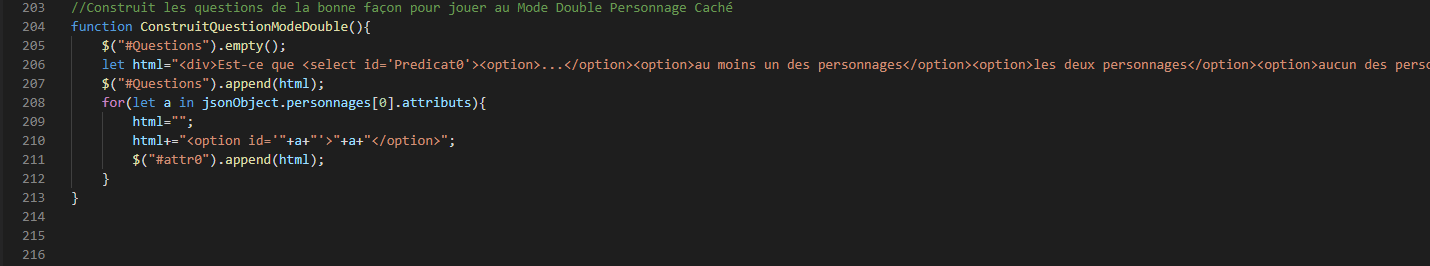 203 //Construit les questions de la bonne façon pour jouer au Mode Double Personnage Caché
204 function ConstruitQuestionModeDouble(){
205 $("#Questions").empty();
206 let html="<div>Est-ce que <select id='Predicat0'><option>...</option><option>au moins un des personnages</option><option>les deux personnages</option><option>aucun des perso
207 $("#Questions").append(html);
208 for(let a in jsonObject.personnages[0].attributs){
209 html="";
210 html+="<option id='"+a+"'>"+a+"</option>";
211 $("#attr0").append(html);
212 }
213 }
214
215
216